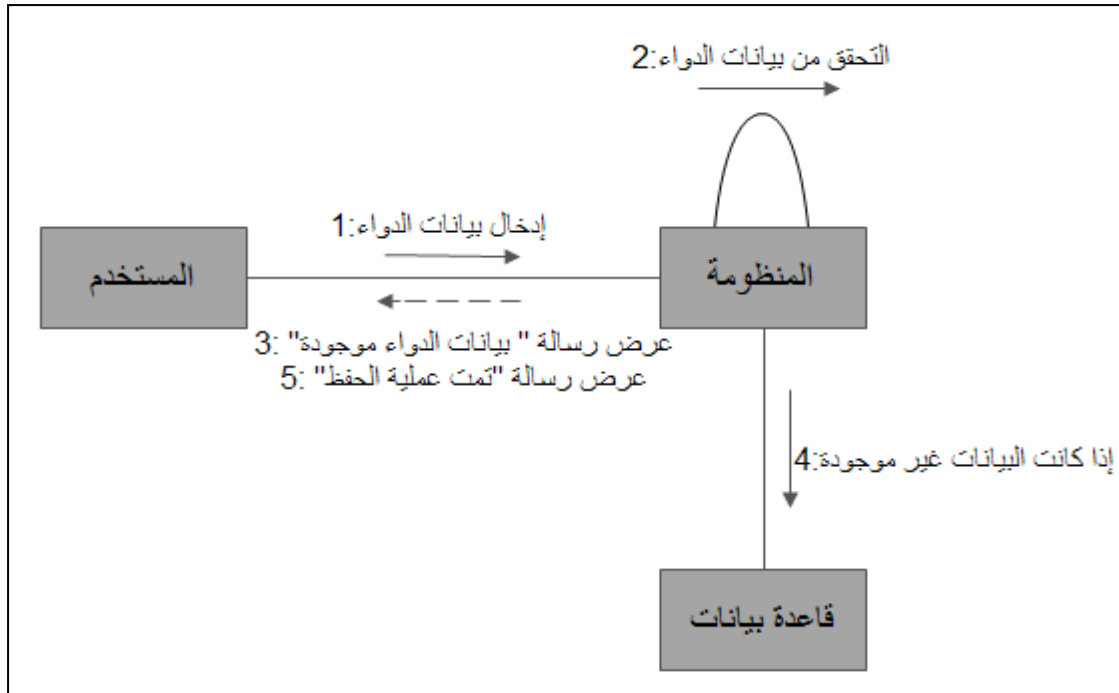 2:التحقق من بيانات الدواء
1:إدخال بيانات الدواء
المستخدم
المنظومة
3: عرض رسالة " بيانات الدواء موجودة"
5: عرض رسالة "تمت عملية الحفظ"
4:إذا كانت البيانات غير موجودة
قاعدة بيانات